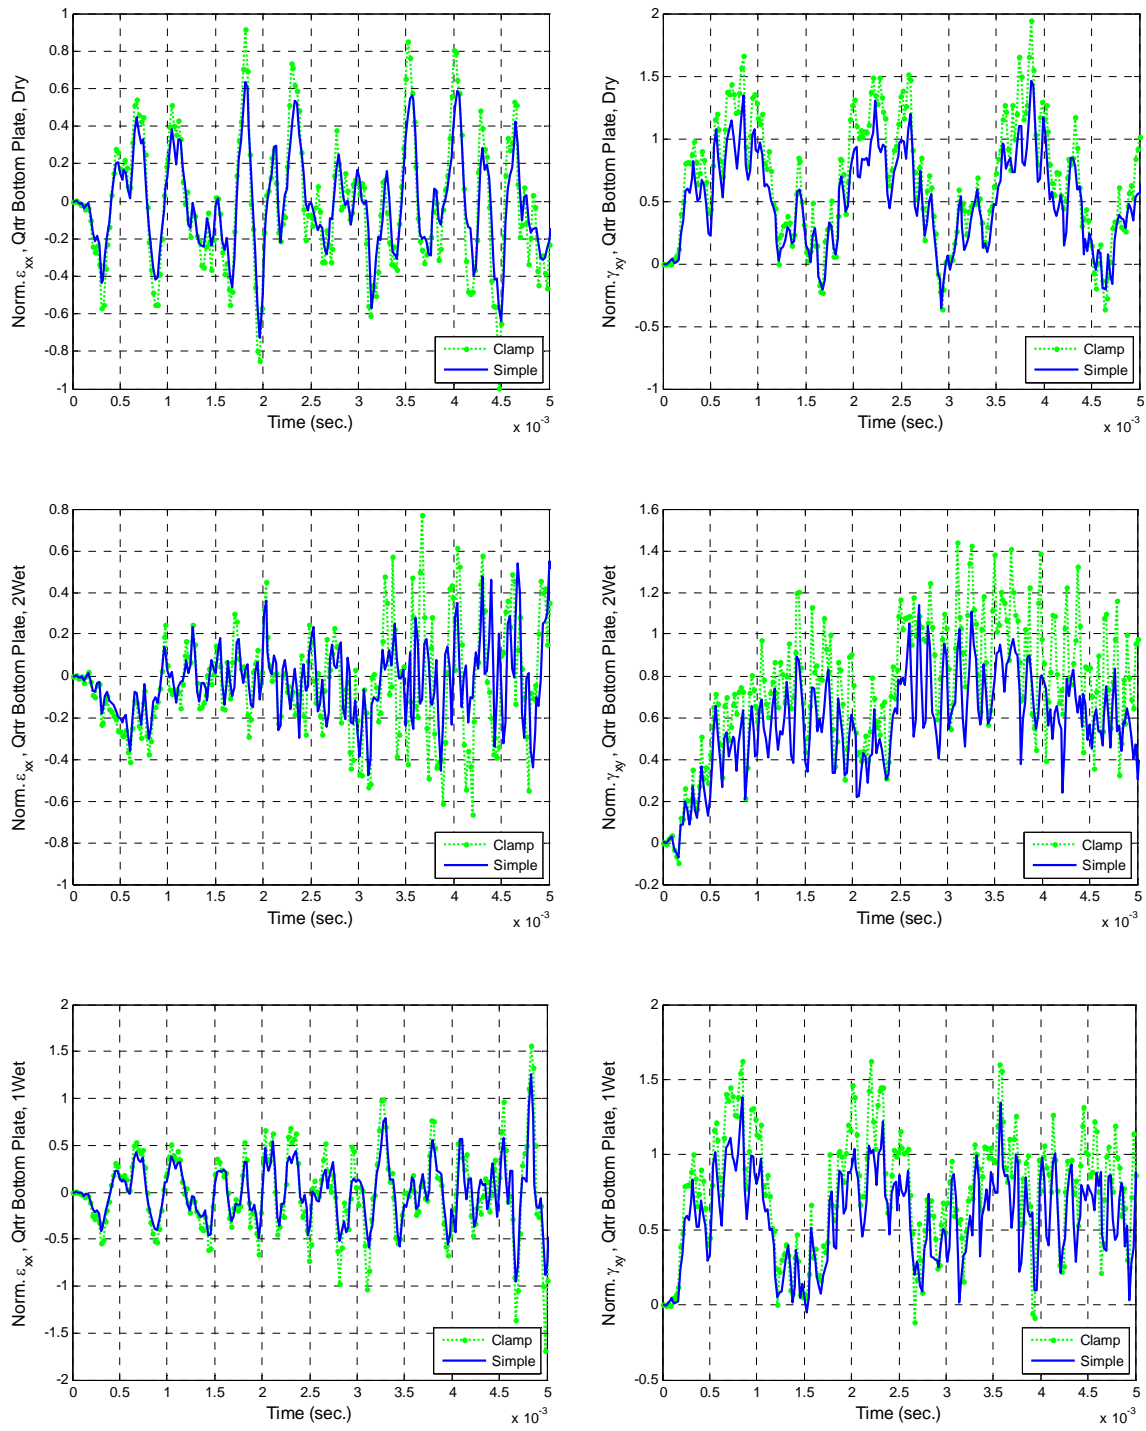 Norm. εxx , Qrtr Bottom Plate, Dry
1
0.8
0.6
0.4
0.2
0
-0.2
-0.4
-0.6
-0.8
-1
0 0.5 1 1.5 2 2.5 3 3.5 4 4.5 5
Time (sec.)
x 10-3
Clamp
Simple
Norm. γxy, Qrtr Bottom Plate, Dry
2
1.5
1
0.5
0
-0.5
-1
0 0.5 1 1.5 2 2.5 3 3.5 4 4.5 5
Time (sec.)
x 10-3
Clamp
Simple
Norm. εxx , Qrtr Bottom Plate, 2Wet
0.8
0.6
0.4
0.2
0
-0.2
-0.4
-0.6
-0.8
-1
0 0.5 1 1.5 2 2.5 3 3.5 4 4.5 5
Time (sec.)
x 10-3
Clamp
Simple
Norm. γxy, Qrtr Bottom Plate, 2Wet
1.6
1.4
1.2
1
0.8
0.6
0.4
0.2
0
-0.2
0 0.5 1 1.5 2 2.5 3 3.5 4 4.5 5
Time (sec.)
x 10-3
Clamp
Simple
Norm. εxx , Qrtr Bottom Plate, 1Wet
2
1.5
1
0.5
0
-0.5
-1
-1.5
-2
0 0.5 1 1.5 2 2.5 3 3.5 4 4.5 5
Time (sec.)
x 10-3
Clamp
Simple
Norm. γxy, Qrtr Bottom Plate, 1Wet
2
1.5
1
0.5
0
-0.5
0 0.5 1 1.5 2 2.5 3 3.5 4 4.5 5
Time (sec.)
x 10-3
Clamp
Simple